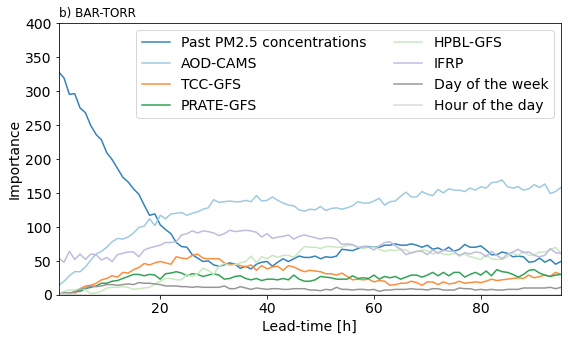 b) BAR-TORR
400
350
300
250
200
150
100
50
0
Importance
Past PM2.5 concentrations
AOD-CAMS
TCC-GFS
PRATE-GFS
HPBL-GFS
IFRP
Day of the week
Hour of the day
20
40
60
80
Lead-time [h]